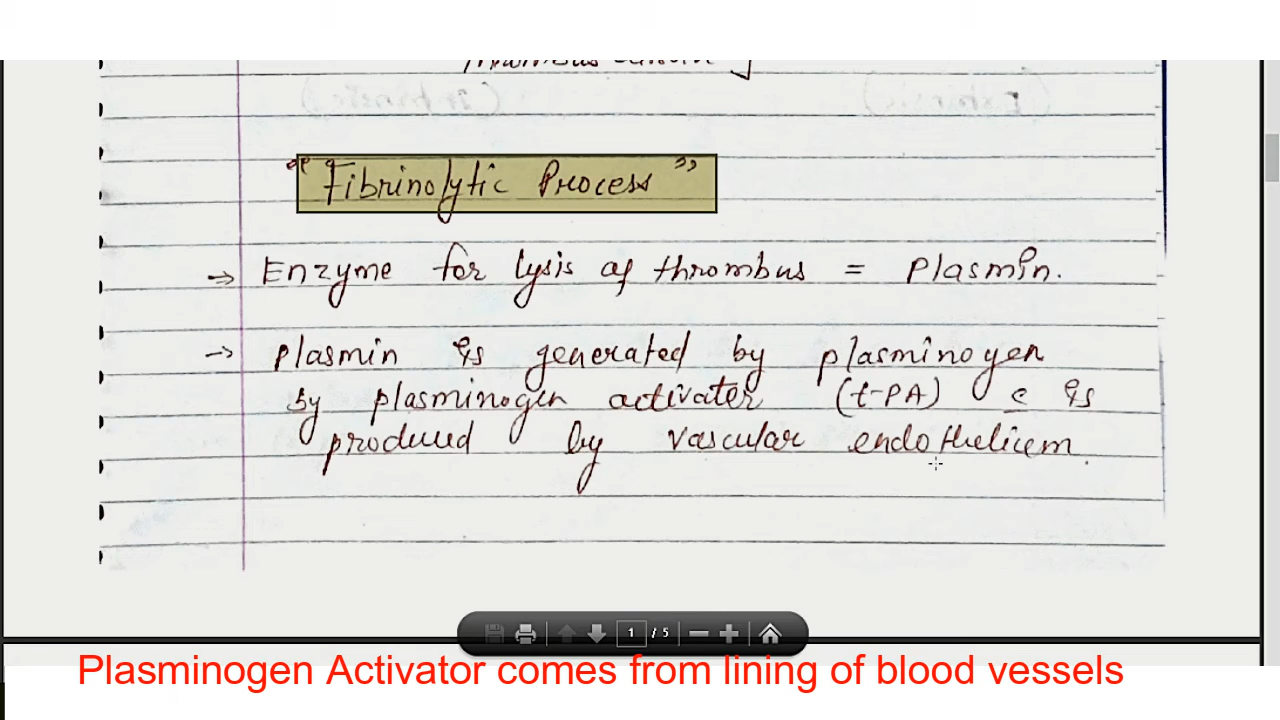 "Fibrinolytic Process"
→ Enzyme for lysis of thrombus = Plasmin.
→ Plasmin is generated by plasminogen
by plasminogen activater (t-PA) c is
produced by vascular endothelium.
1 / 5
Plasminogen Activator comes from lining of blood vessels